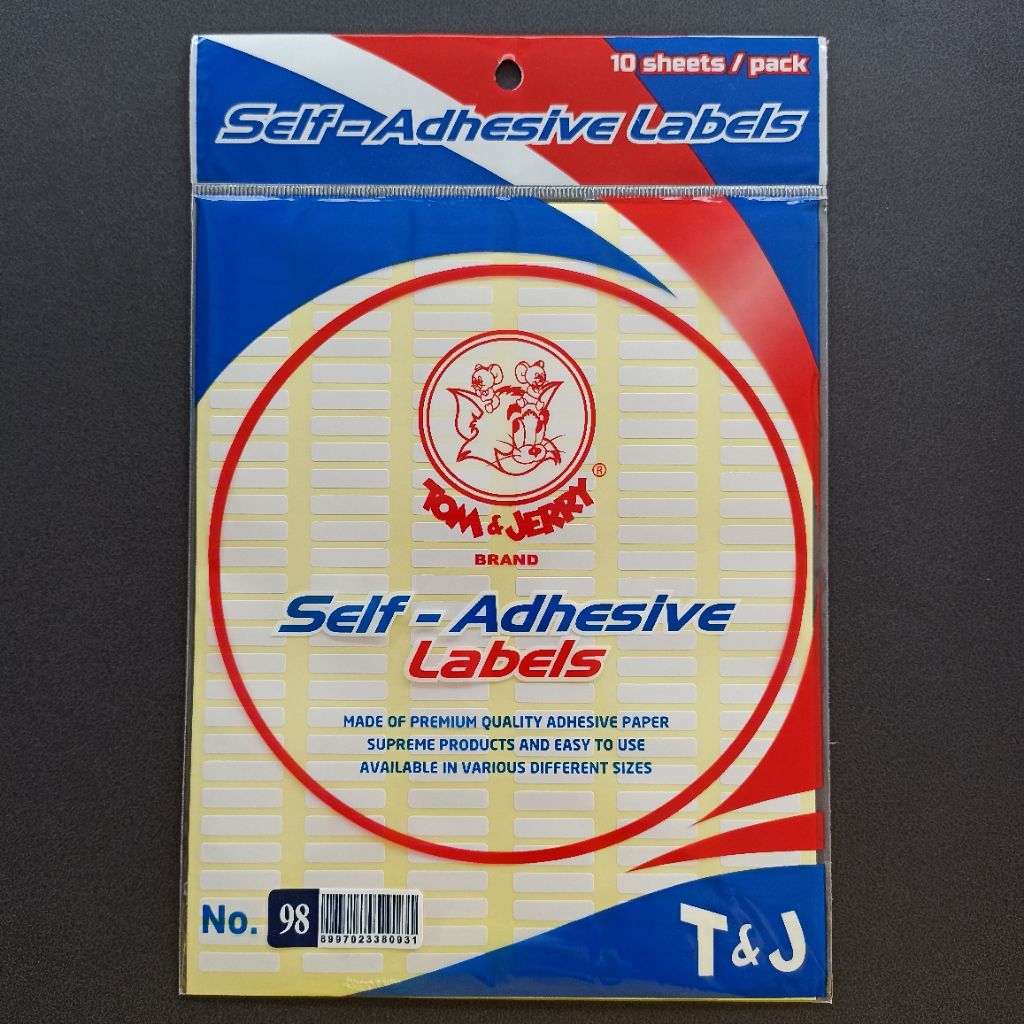 10 sheets / pack
Self - Adhesive Labels
TOM & JERRY ®
BRAND
Self - Adhesive
Labels
MADE OF PREMIUM QUALITY ADHESIVE PAPER
SUPREME PRODUCTS AND EASY TO USE
AVAILABLE IN VARIOUS DIFFERENT SIZES
No. 98
8997023380931
T & J